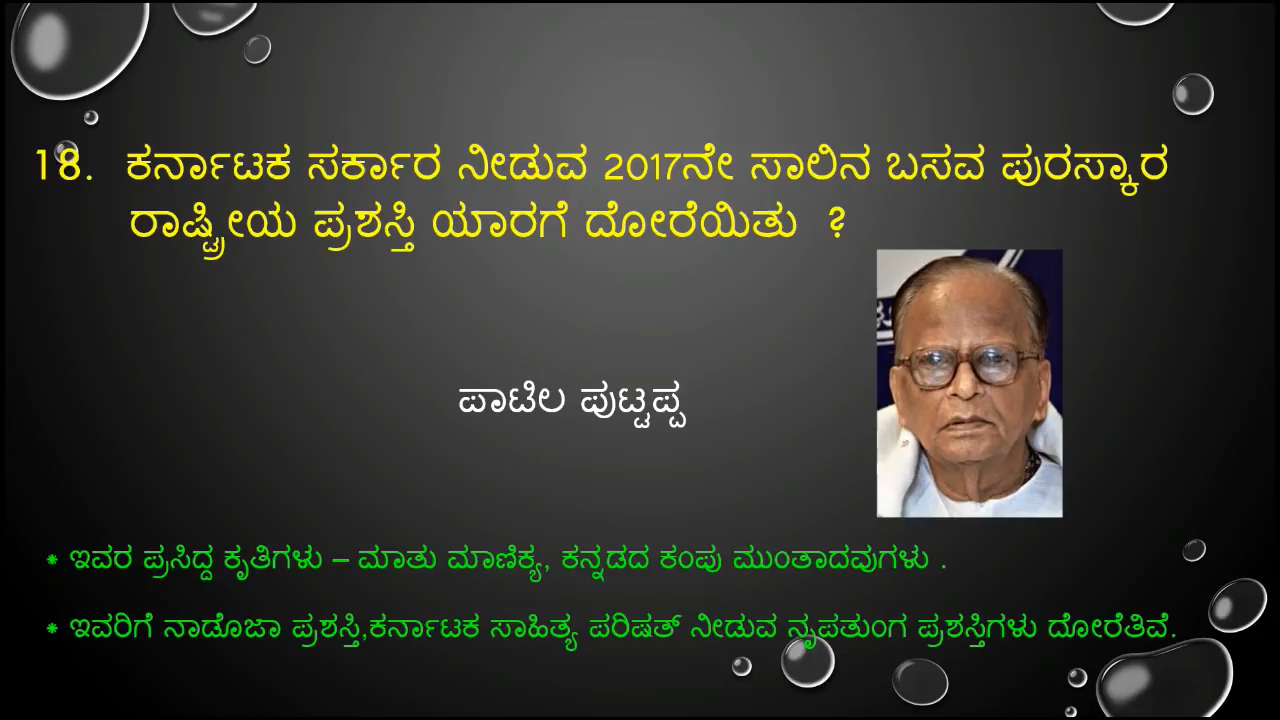 18. ಕರ್ನಾಟಕ ಸರ್ಕಾರ ನೀಡುವ 2017ನೇ ಸಾಲಿನ ಬಸವ ಪುರಸ್ಕಾರ
ರಾಷ್ಟ್ರೀಯ ಪ್ರಶಸ್ತಿ ಯಾರಗೆ ದೋರೆಯಿತು ?
ಪಾಟಿಲ ಪುಟ್ಟಪ್ಪ
* ಇವರ ಪ್ರಸಿದ್ದ ಕೃತಿಗಳು – ಮಾತು ಮಾಣಿಕ್ಯ, ಕನ್ನಡದ ಕಂಪು ಮುಂತಾದವುಗಳು .
* ಇವರಿಗೆ ನಾಡೊಜಾ ಪ್ರಶಸ್ತಿ,ಕರ್ನಾಟಕ ಸಾಹಿತ್ಯ ಪರಿಷತ್ ನೀಡುವ ನೃಪತುಂಗ ಪ್ರಶಸ್ತಿಗಳು ದೋರೆತಿವೆ.